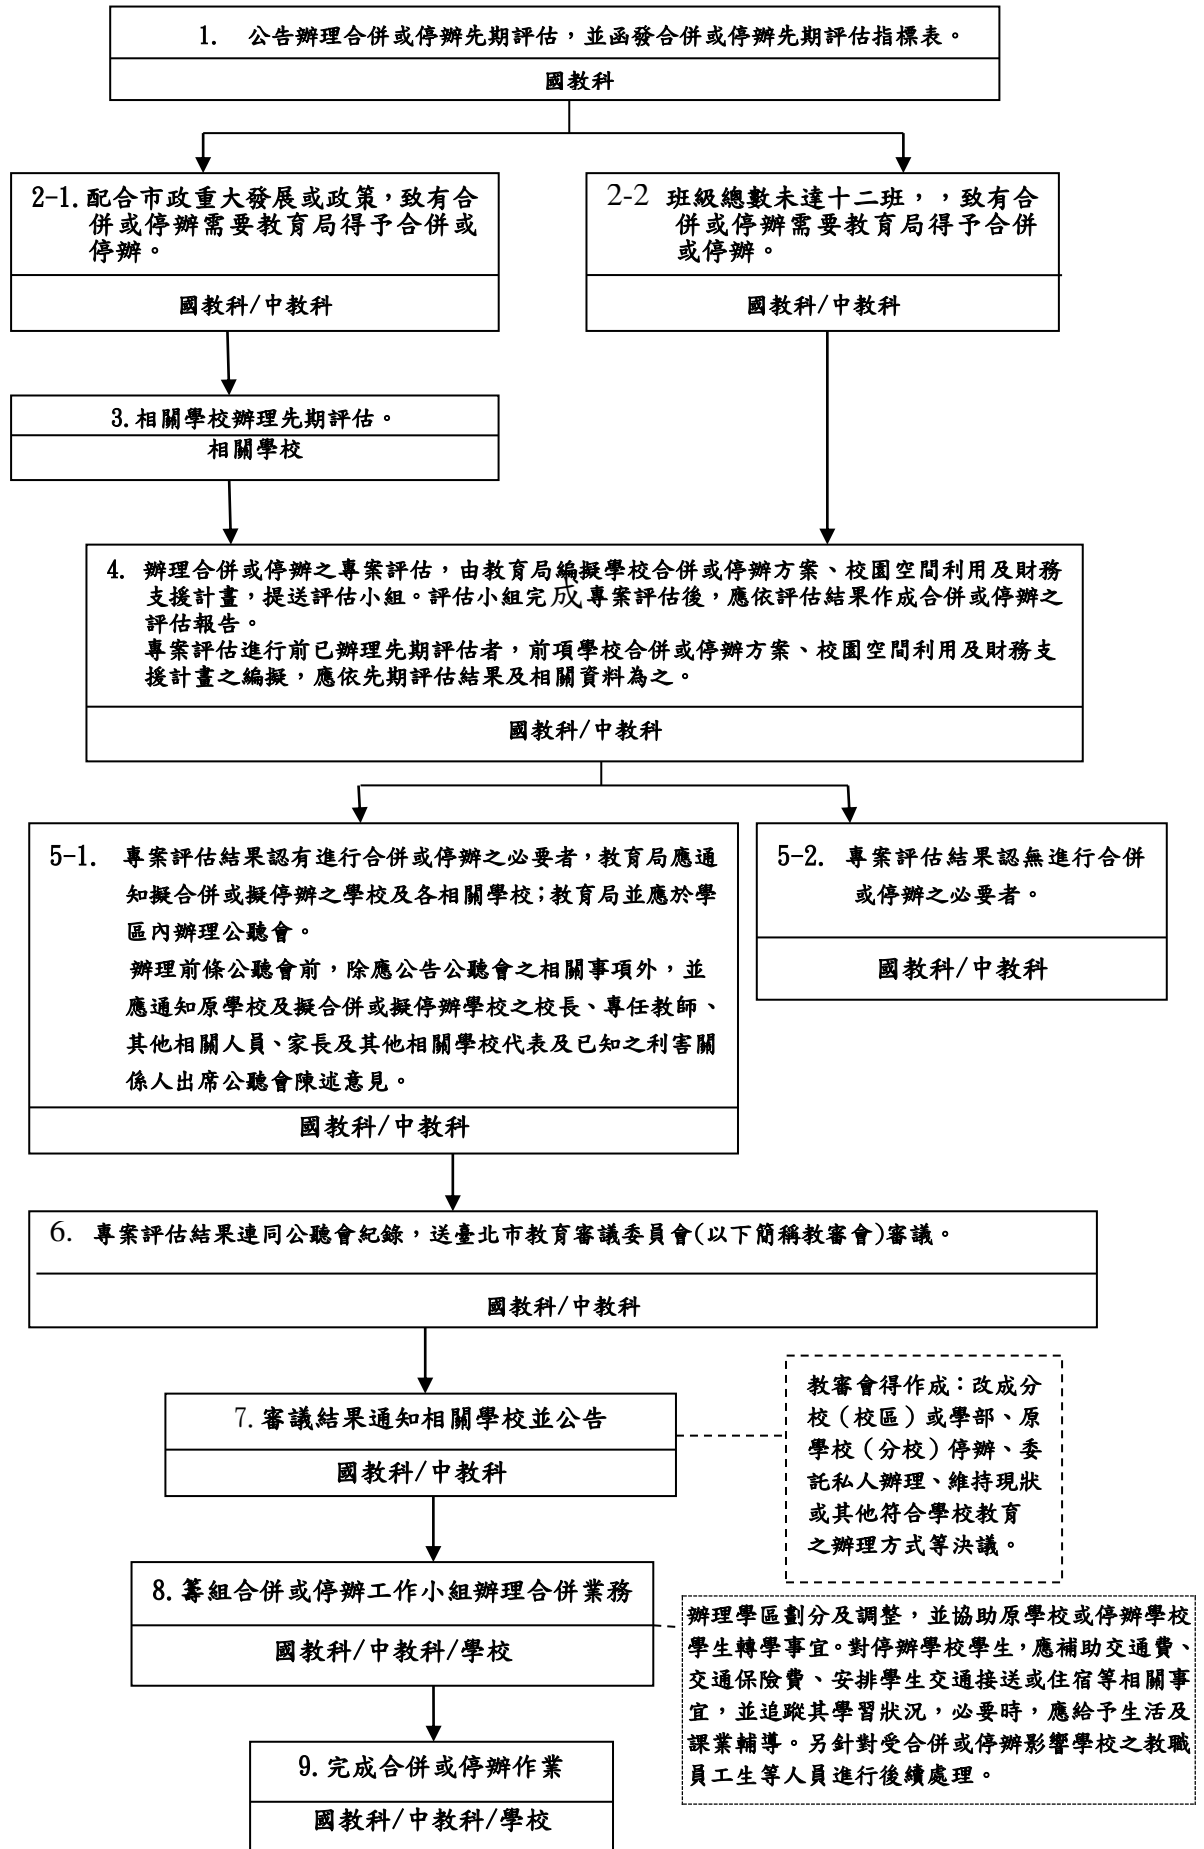 1. 公告辦理合併或停辦先期評估，並函發合併或停辦先期評估指標表。
國教科
2-1.配合市政重大發展或政策，致有合
併或停辦需要教育局得予合併或
停辦。
國教科/中教科
2-2 班級總數未達十二班，，致有合
併或停辦需要教育局得予合併
或停辦。
國教科/中教科
3.相關學校辦理先期評估。
相關學校
4. 辦理合併或停辦之專案評估，由教育局編擬學校合併或停辦方案、校園空間利用及財務
支援計畫，提送評估小組。評估小組完成專案評估後，應依評估結果作成合併或停辦之
評估報告。
專案評估進行前已辦理先期評估者，前項學校合併或停辦方案、校園空間利用及財務支
援計畫之編擬，應依先期評估結果及相關資料為之。
國教科/中教科
5-1. 專案評估結果認有進行合併或停辦之必要者，教育局應通
知擬合併或擬停辦之學校及各相關學校；教育局並應於學
區內辦理公聽會。
辦理前條公聽會前，除應公告公聽會之相關事項外，並
應通知原學校及擬合併或擬停辦學校之校長、專任教師、
其他相關人員、家長及其他相關學校代表及已知之利害關
係人出席公聽會陳述意見。
國教科/中教科
5-2. 專案評估結果認無進行合併
或停辦之必要者。
國教科/中教科
6. 專案評估結果連同公聽會紀錄，送臺北市教育審議委員會(以下簡稱教審會)審議。
國教科/中教科
7.審議結果通知相關學校並公告
國教科/中教科
教審會得作成：改成分
校（校區）或學部、原
學校（分校）停辦、委
託私人辦理、維持現狀
或其他符合學校教育
之辦理方式等決議。
8.籌組合併或停辦工作小組辦理合併業務
國教科/中教科/學校
辦理學區劃分及調整，並協助原學校或停辦學校
學生轉學事宜。對停辦學校學生，應補助交通費、
交通保險費、安排學生交通接送或住宿等相關事
宜，並追蹤其學習狀況，必要時，應給予生活及
課業輔導。另針對受合併或停辦影響學校之教職
員工生等人員進行後續處理。
9.完成合併或停辦作業
國教科/中教科/學校